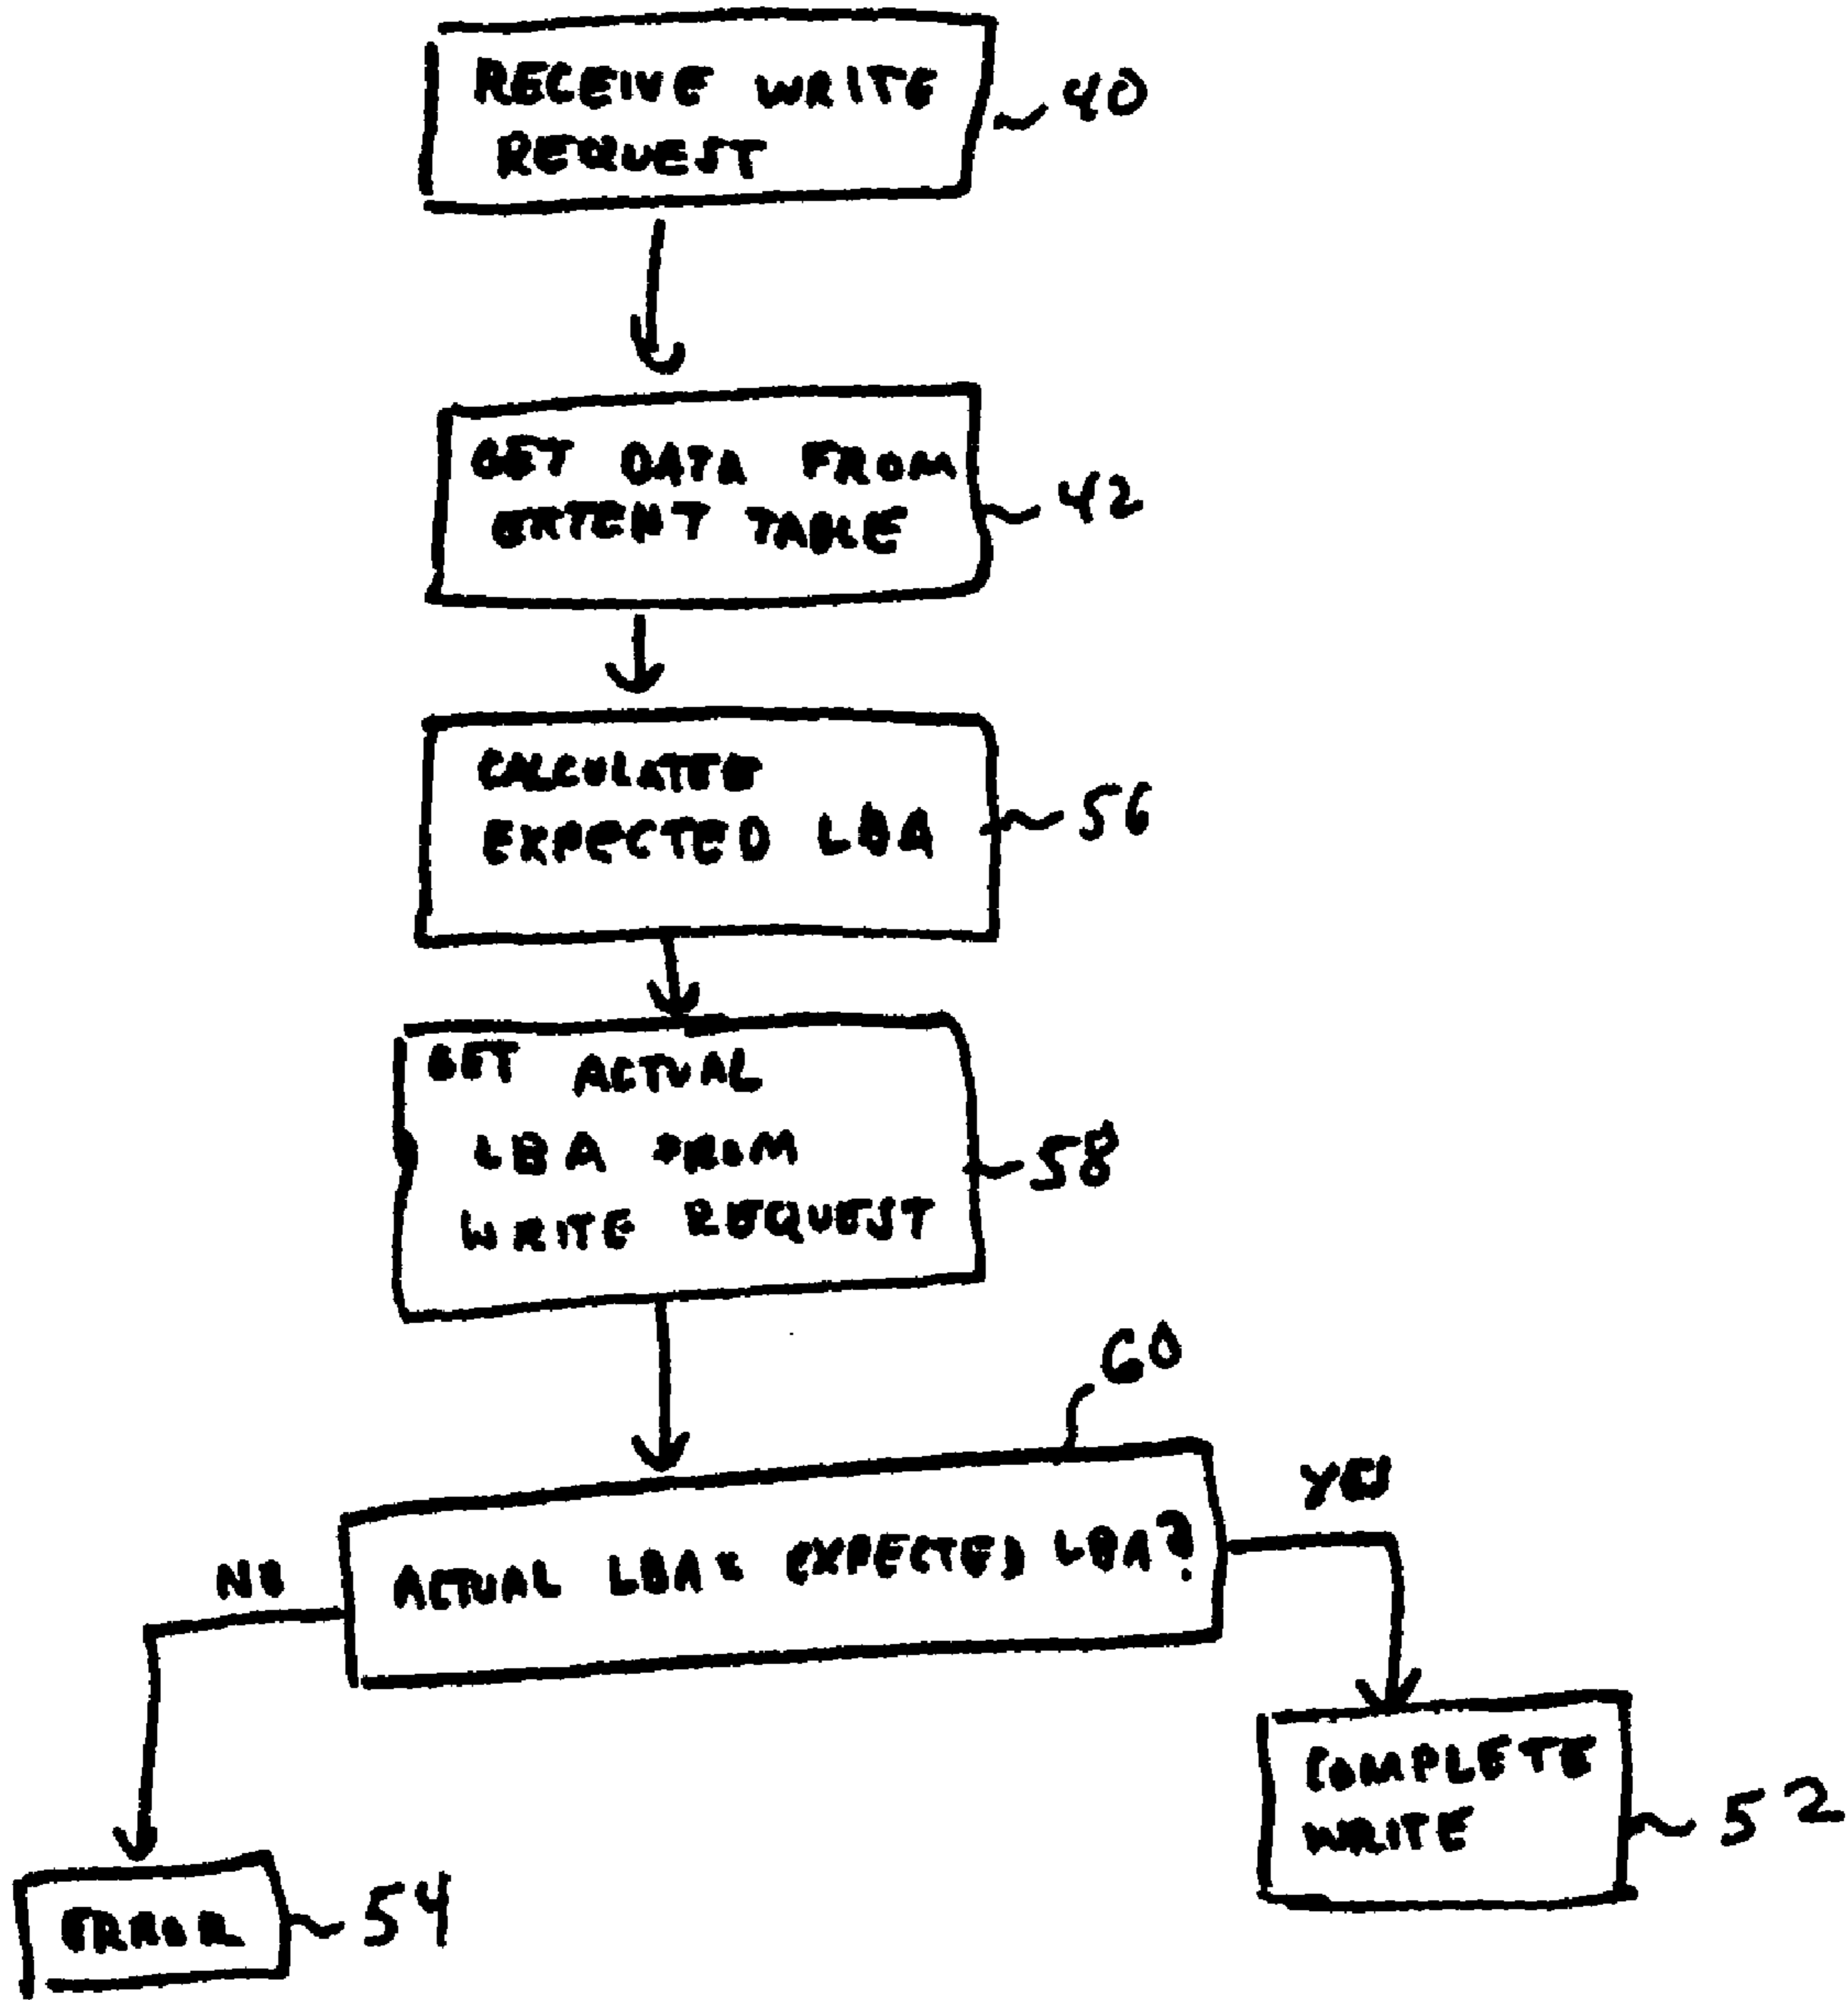 RECEIVE WRITE
REQUEST
40
GET DATA FROM
EXTENT TABLE
42
CALCULATE
EXPECTED LBA
56
GET ACTUAL
LBA FROM
WRITE REQUEST
58
60
ACTUAL LBA = EXPECTED LBA?
YES
NO
COMPLETE
WRITE
52
ERROR
54